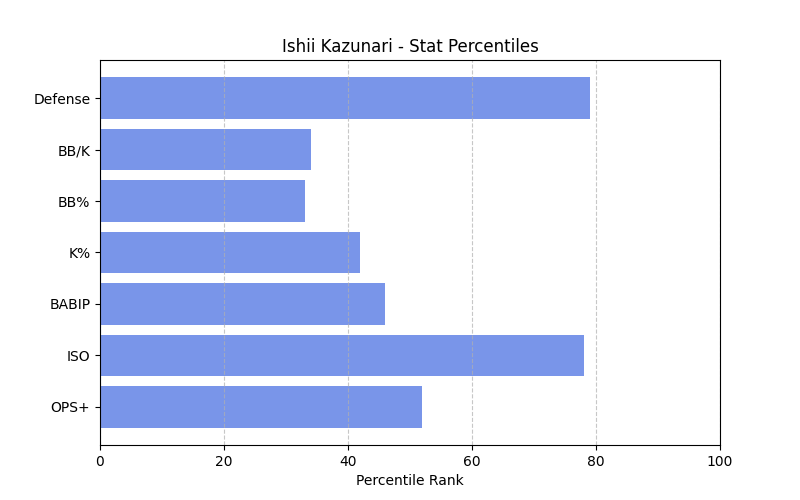 Ishii Kazunari - Stat Percentiles
Defense
BB/K
BB%
K%
BABIP
ISO
OPS+
0 20 40 60 80 100
Percentile Rank